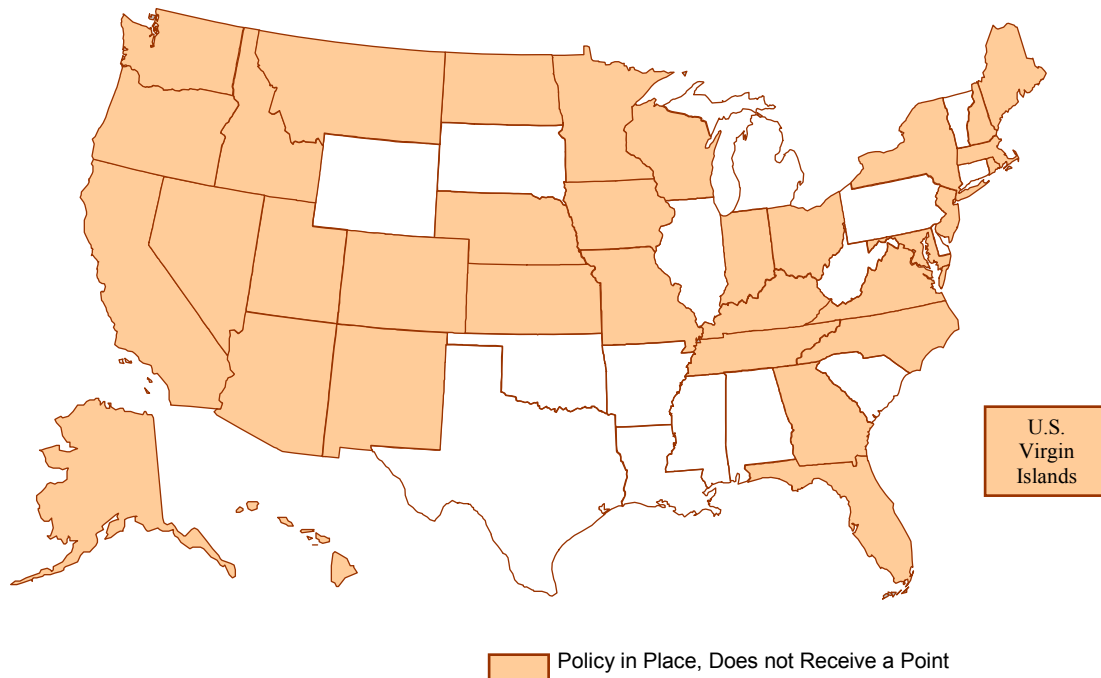 U.S.
Virgin
Islands
Policy in Place, Does not Receive a Point